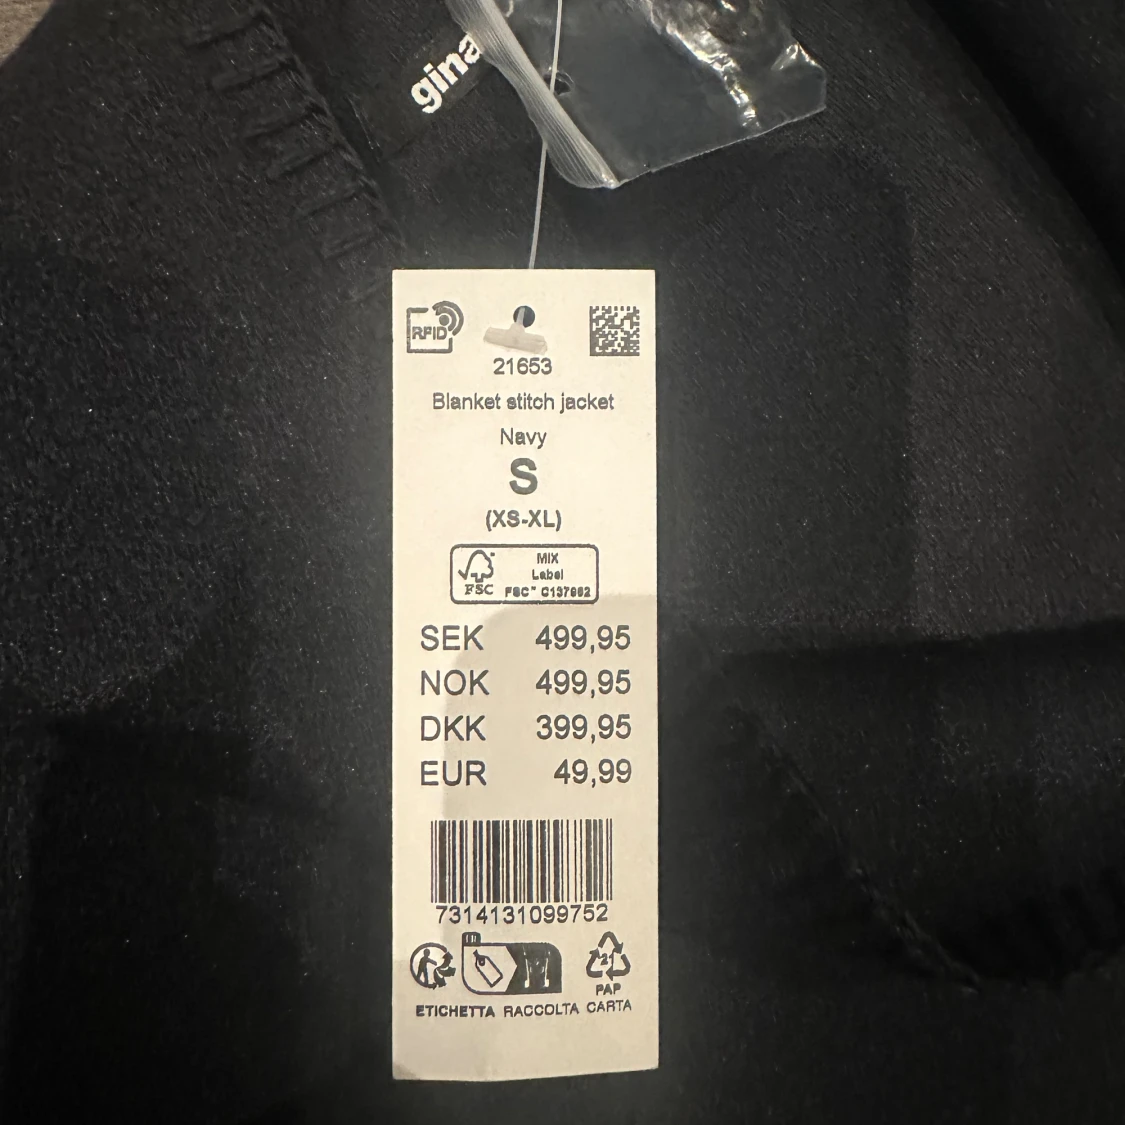 gina
RFID
21653
Blanket stitch jacket
Navy
S
(XS-XL)
FSC
MIX
Label
FSC™ C137862
SEK 499,95
NOK 499,95
DKK 399,95
EUR 49,99
7314131099752
21
PAP
ETICHETTA RACCOLTA CARTA